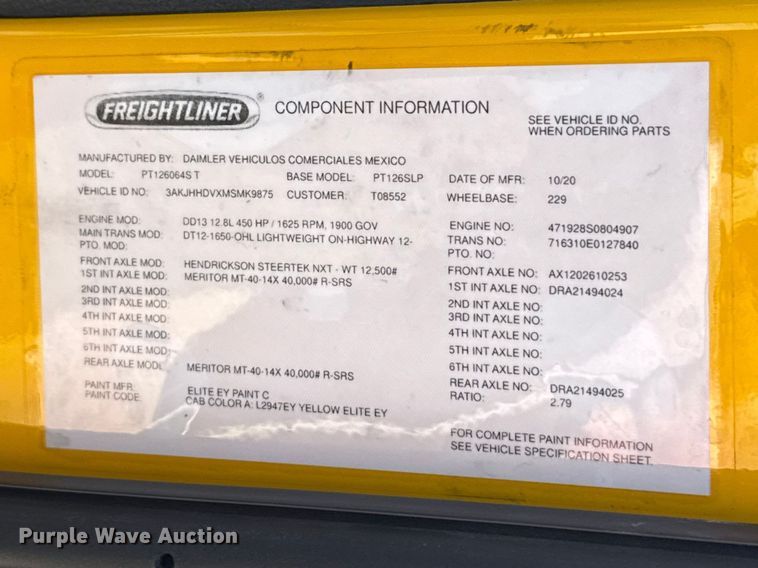 FREIGHTLINER ® COMPONENT INFORMATION
SEE VEHICLE ID NO.
WHEN ORDERING PARTS
MANUFACTURED BY: DAIMLER VEHICULOS COMERCIALES MEXICO
MODEL: PT126064S T BASE MODEL: PT126SLP DATE OF MFR: 10/20
VEHICLE ID NO: 3AKJHHDVXMSMK9875 CUSTOMER: T08552 WHEELBASE: 229
ENGINE MOD: DD13 12.8L 450 HP / 1625 RPM, 1900 GOV ENGINE NO: 471928S0804907
MAIN TRANS MOD: DT12-1650-OHL LIGHTWEIGHT ON-HIGHWAY 12- TRANS NO: 716310E0127840
PTO. MOD: PTO. NO:
FRONT AXLE MOD: HENDRICKSON STEERTEK NXT - WT 12,500# FRONT AXLE NO: AX1202610253
1ST INT AXLE MOD: MERITOR MT-40-14X 40,000# R-SRS 1ST INT AXLE NO: DRA21494024
2ND INT AXLE MOD: 2ND INT AXLE NO:
3RD INT AXLE MOD: 3RD INT AXLE NO:
4TH INT AXLE MOD: 4TH INT AXLE NO:
5TH INT AXLE MOD: 5TH INT AXLE NO:
6TH INT AXLE MOD: 6TH INT AXLE NO:
REAR AXLE MOD: MERITOR MT-40-14X 40,000# R-SRS REAR AXLE NO: DRA21494025
RATIO: 2.79
PAINT MFR: ELITE EY PAINT C
PAINT CODE: CAB COLOR A: L2947EY YELLOW ELITE EY
FOR COMPLETE PAINT INFORMATION
SEE VEHICLE SPECIFICATION SHEET.
Purple Wave Auction